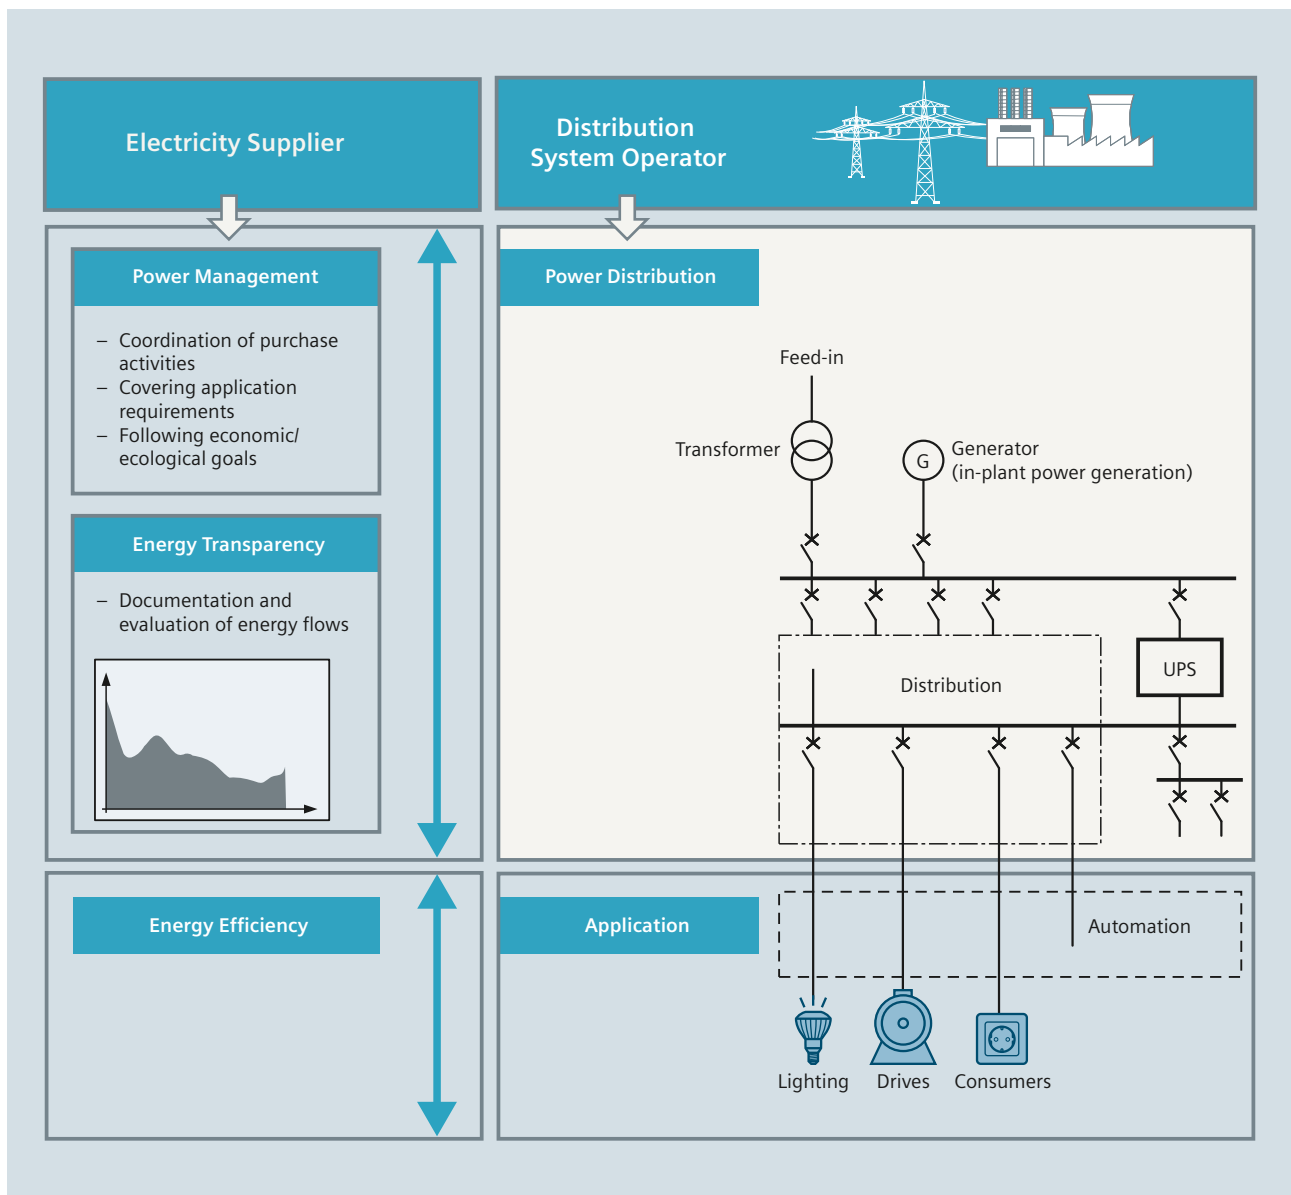 Electricity Supplier
Distribution
System Operator
Power Management
– Coordination of purchase
activities
– Covering application
requirements
– Following economic/
ecological goals
Energy Transparency
– Documentation and
evaluation of energy flows
Power Distribution
Feed-in
Transformer
G
Generator
(in-plant power generation)
Distribution
UPS
Energy Efficiency
Application
Automation
Lighting
Drives
Consumers